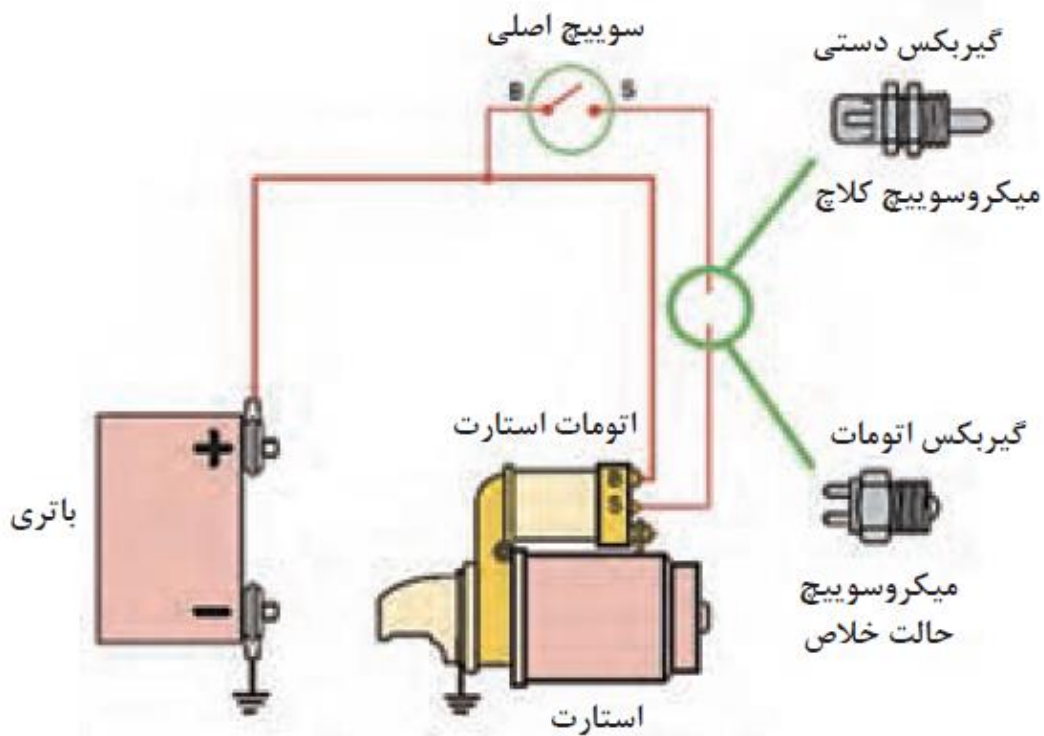 سوییچ اصلی
گیربکس دستی
B S
میکروسوییچ کلاچ
اتومات استارت
گیربکس اتومات
+
B
S
باتری
میکروسوییچ
حالت خلاص
−
استارت